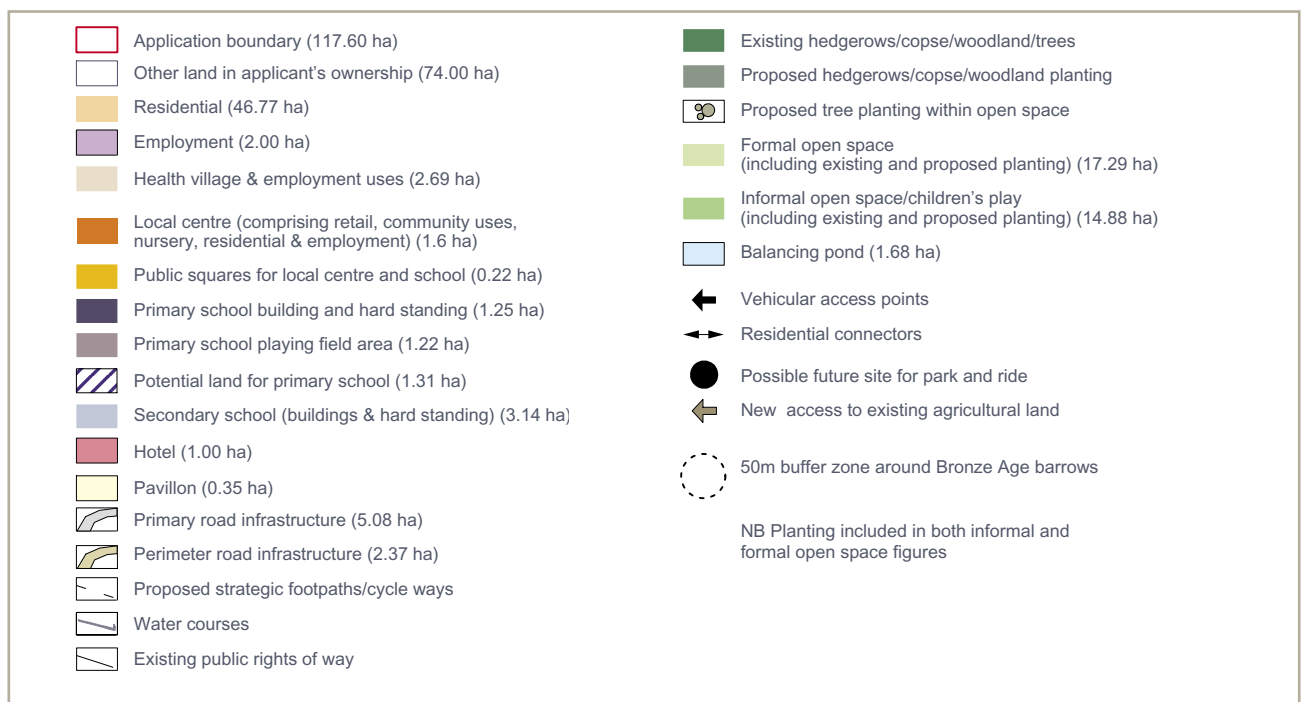 Application boundary (117.60 ha)
Other land in applicant's ownership (74.00 ha)
Residential (46.77 ha)
Employment (2.00 ha)
Health village & employment uses (2.69 ha)
Local centre (comprising retail, community uses,
nursery, residential & employment) (1.6 ha)
Public squares for local centre and school (0.22 ha)
Primary school building and hard standing (1.25 ha)
Primary school playing field area (1.22 ha)
Potential land for primary school (1.31 ha)
Secondary school (buildings & hard standing) (3.14 ha)
Hotel (1.00 ha)
Pavillon (0.35 ha)
Primary road infrastructure (5.08 ha)
Perimeter road infrastructure (2.37 ha)
Proposed strategic footpaths/cycle ways
Water courses
Existing public rights of way
Existing hedgerows/copse/woodland/trees
Proposed hedgerows/copse/woodland planting
Proposed tree planting within open space
Formal open space
(including existing and proposed planting) (17.29 ha)
Informal open space/children's play
(including existing and proposed planting) (14.88 ha)
Balancing pond (1.68 ha)
Vehicular access points
Residential connectors
Possible future site for park and ride
New access to existing agricultural land
50m buffer zone around Bronze Age barrows
NB Planting included in both informal and
formal open space figures